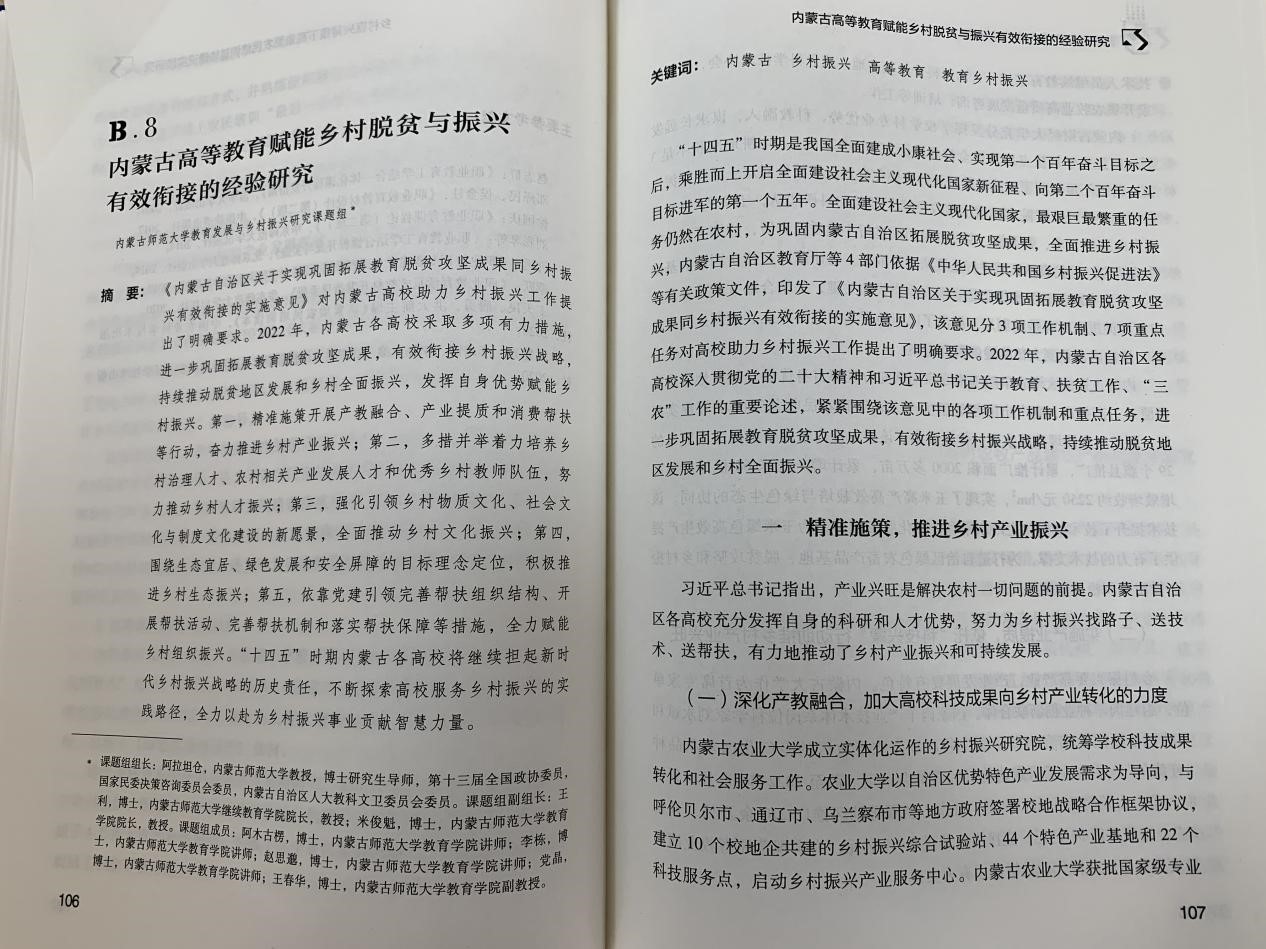 B.8
内蒙古高等教育赋能乡村脱贫与振兴
有效衔接的经验研究
内蒙古师范大学教育发展与乡村振兴研究课题组*
摘 要：《内蒙古自治区关于实现巩固拓展教育脱贫攻坚成果同乡村振
兴有效衔接的实施意见》对内蒙古高校助力乡村振兴工作提
出了明确要求。2022 年，内蒙古各高校采取多项有力措施，
进一步巩固拓展教育脱贫攻坚成果，有效衔接乡村振兴战略，
持续推动脱贫地区发展和乡村全面振兴，发挥自身优势赋能乡
村振兴。第一，精准施策开展产教融合、产业提质和消费帮扶
等行动，奋力推进乡村产业振兴；第二，多措并举着力培养乡
村治理人才、农村相关产业发展人才和优秀乡村教师队伍，努
力推动乡村人才振兴；第三，强化引领乡村物质文化、社会文
化与制度文化建设的新愿景，全面推动乡村文化振兴；第四，
围绕生态宜居、绿色发展和安全屏障的目标理念定位，积极推
进乡村生态振兴；第五，依靠党建引领完善帮扶组织结构、开
展帮扶活动、完善帮扶机制和落实帮扶保障等措施，全力赋能
乡村组织振兴。“十四五”时期内蒙古各高校将继续担起新时
代乡村振兴战略的历史责任，不断探索高校服务乡村振兴的实
践路径，全力以赴为乡村振兴事业贡献智慧力量。
* 课题组组长：阿拉坦仓，内蒙古师范大学教授，博士研究生导师，第十三届全国政协委员，
国家民委决策咨询委员会委员，内蒙古自治区人大教科文卫委员会委员。课题组副组长：王
利，博士，内蒙古师范大学继续教育学院院长，教授；米俊魁，博士，内蒙古师范大学教育
学院院长，教授。课题组成员：阿木古楞，博士，内蒙古师范大学教育学院讲师；李栋，博
士，内蒙古师范大学教育学院讲师；赵思邈，博士，内蒙古师范大学教育学院讲师；党晶，
博士，内蒙古师范大学教育学院讲师；王春华，博士，内蒙古师范大学教育学院副教授。
106
内蒙古高等教育赋能乡村脱贫与振兴有效衔接的经验研究
关键词： 内蒙古 乡村振兴 高等教育 教育乡村振兴
“十四五”时期是我国全面建成小康社会、实现第一个百年奋斗目标之
后，乘胜而上开启全面建设社会主义现代化国家新征程、向第二个百年奋斗
目标进军的第一个五年。全面建设社会主义现代化国家，最艰巨最繁重的任
务仍然在农村，为巩固内蒙古自治区拓展脱贫攻坚成果，全面推进乡村振
兴，内蒙古自治区教育厅等 4 部门依据《中华人民共和国乡村振兴促进法》
等有关政策文件，印发了《内蒙古自治区关于实现巩固拓展教育脱贫攻坚
成果同乡村振兴有效衔接的实施意见》，该意见分 3 项工作机制、7 项重点
任务对高校助力乡村振兴工作提出了明确要求。2022 年，内蒙古自治区各
高校深入贯彻党的二十大精神和习近平总书记关于教育、扶贫工作、“三
农”工作的重要论述，紧紧围绕该意见中的各项工作机制和重点任务，进
一步巩固拓展教育脱贫攻坚成果，有效衔接乡村振兴战略，持续推动脱贫地
区发展和乡村全面振兴。
一 精准施策，推进乡村产业振兴
习近平总书记指出，产业兴旺是解决农村一切问题的前提。内蒙古自治
区各高校充分发挥自身的科研和人才优势，努力为乡村振兴找路子、送技
术、送帮扶，有力地推动了乡村产业振兴和可持续发展。
（一）深化产教融合，加大高校科技成果向乡村产业转化的力度
内蒙古农业大学成立实体化运作的乡村振兴研究院，统筹学校科技成果
转化和社会服务工作。农业大学以自治区优势特色产业发展需求为导向，与
呼伦贝尔市、通辽市、乌兰察布市等地方政府签署校地战略合作框架协议，
建立 10 个校地企共建的乡村振兴综合试验站、44 个特色产业基地和 22 个
科技服务点，启动乡村振兴产业服务中心。内蒙古农业大学获批国家级专业
107